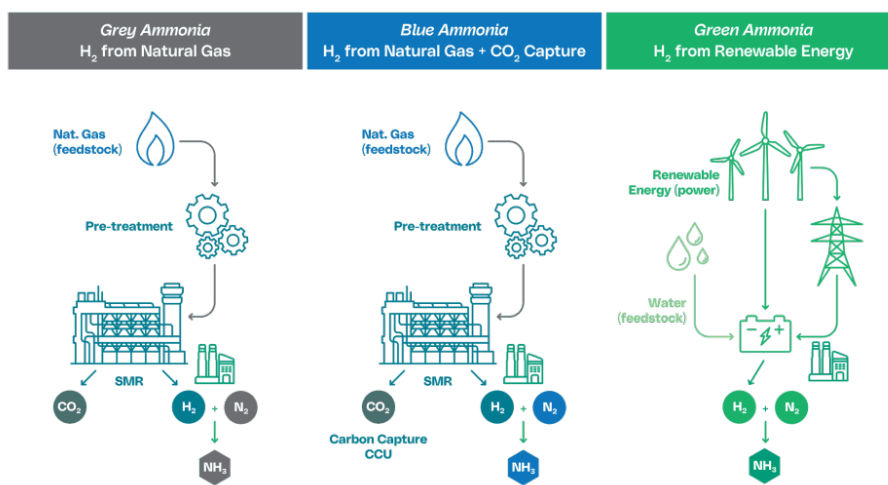 Grey Ammonia
H₂ from Natural Gas
Blue Ammonia
H₂ from Natural Gas + CO₂ Capture
Green Ammonia
H₂ from Renewable Energy
Nat. Gas
(feedstock)
Pre-treatment
SMR
CO₂
H₂ + N₂
NH₃
Nat. Gas
(feedstock)
Pre-treatment
SMR
CO₂
H₂ + N₂
Carbon Capture
CCU
NH₃
Renewable
Energy (power)
Water
(feedstock)
− +
H₂ + N₂
NH₃